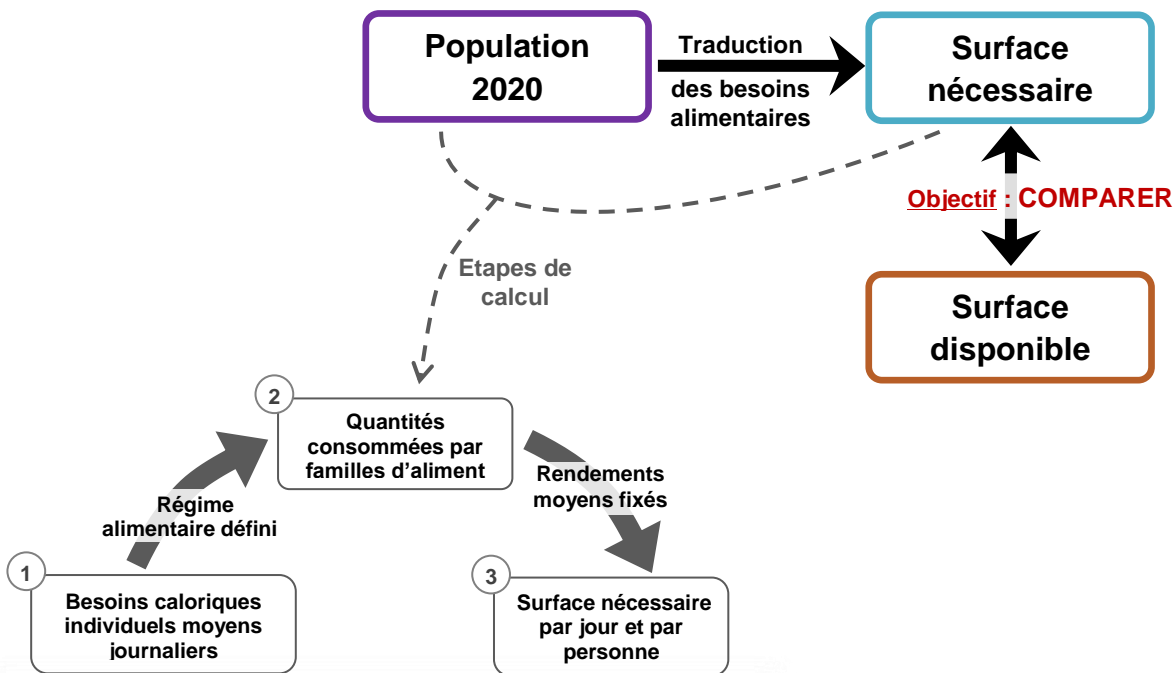 Population
2020
Traduction
des besoins
alimentaires
Surface
nécessaire
Objectif : COMPARER
Surface
disponible
Etapes de
calcul
2
Quantités
consommées par
familles d'aliment
Régime
alimentaire défini
Rendements
moyens fixés
1
Besoins caloriques
individuels moyens
journaliers
3
Surface nécessaire
par jour et par
personne